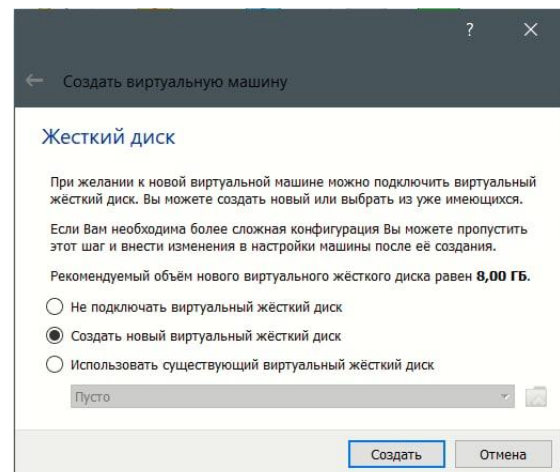 ?
Создать виртуальную машину
Жесткий диск
При желании к новой виртуальной машине можно подключить виртуальный
жёсткий диск. Вы можете создать новый или выбрать из уже имеющихся.
Если Вам необходима более сложная конфигурация Вы можете пропустить
этот шаг и внести изменения в настройки машины после её создания.
Рекомендуемый объём нового виртуального жёсткого диска равен 8,00 ГБ.
Не подключать виртуальный жёсткий диск
Создать новый виртуальный жёсткий диск
Использовать существующий виртуальный жёсткий диск
Пусто
Создать Отмена